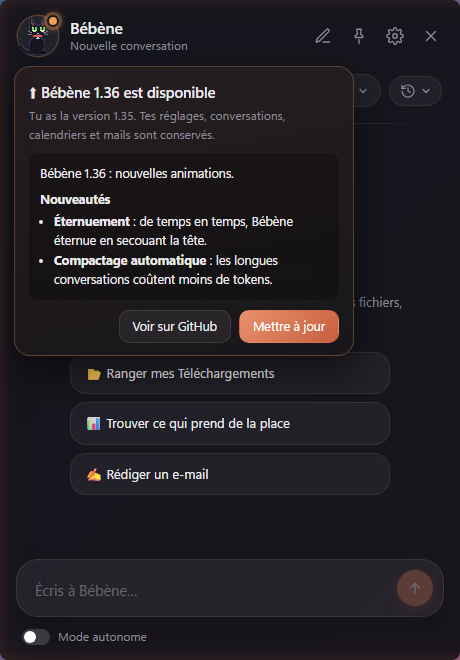 Bébène
Nouvelle conversation
⬆ Bébène 1.36 est disponible
Tu as la version 1.35. Tes réglages, conversations,
calendriers et mails sont conservés.
Bébène 1.36 : nouvelles animations.
Nouveautés
• Éternuement : de temps en temps, Bébène
éternue en secouant la tête.
• Compactage automatique : les longues
conversations coûtent moins de tokens.
fichiers,
Voir sur GitHub
Mettre à jour
Ranger mes Téléchargements
Trouver ce qui prend de la place
Rédiger un e-mail
Écris à Bébène...
Mode autonome